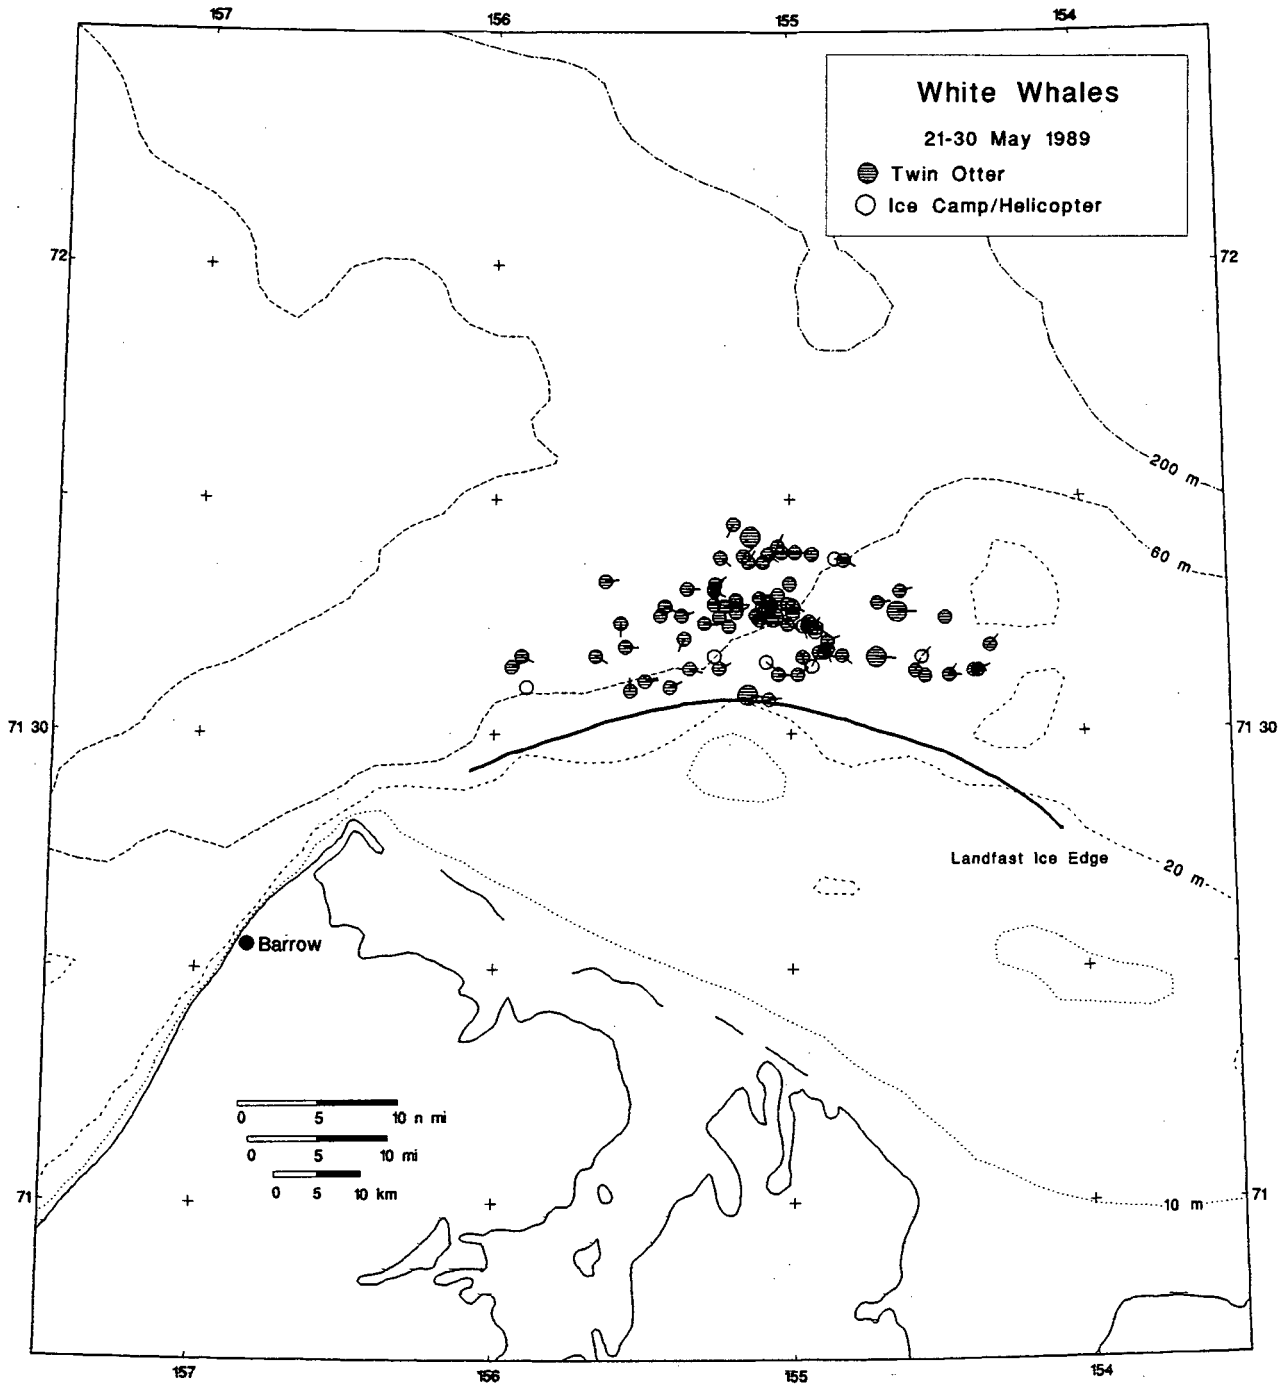 157 156 155 154
White Whales
21-30 May 1989
Twin Otter
Ice Camp/Helicopter
72 72
200 m
60 m
71 30 71 30
Landfast Ice Edge
20 m
Barrow
0 5 10 n mi
0 5 10 mi
0 5 10 km
71 71
10 m
157 156 155 154